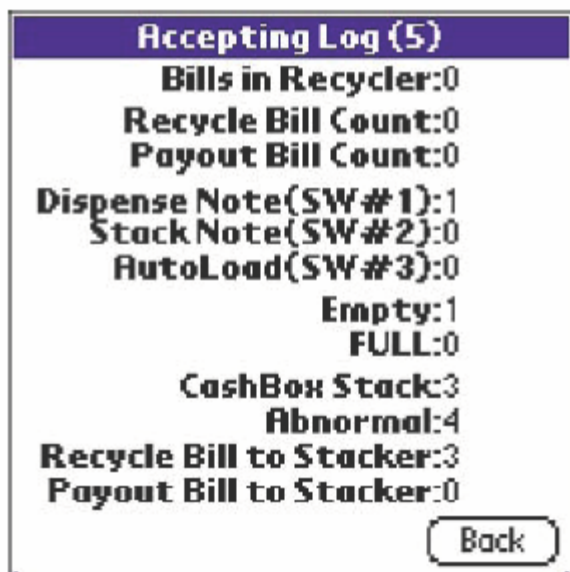 Accepting Log (5)
Bills in Recycler:0
Recycle Bill Count:0
Payout Bill Count:0
Dispense Note(SW#1):1
Stack Note(SW#2):0
AutoLoad(SW#3):0
Empty:1
FULL:0
CashBox Stack:3
Abnormal:4
Recycle Bill to Stacker:3
Payout Bill to Stacker:0
Back